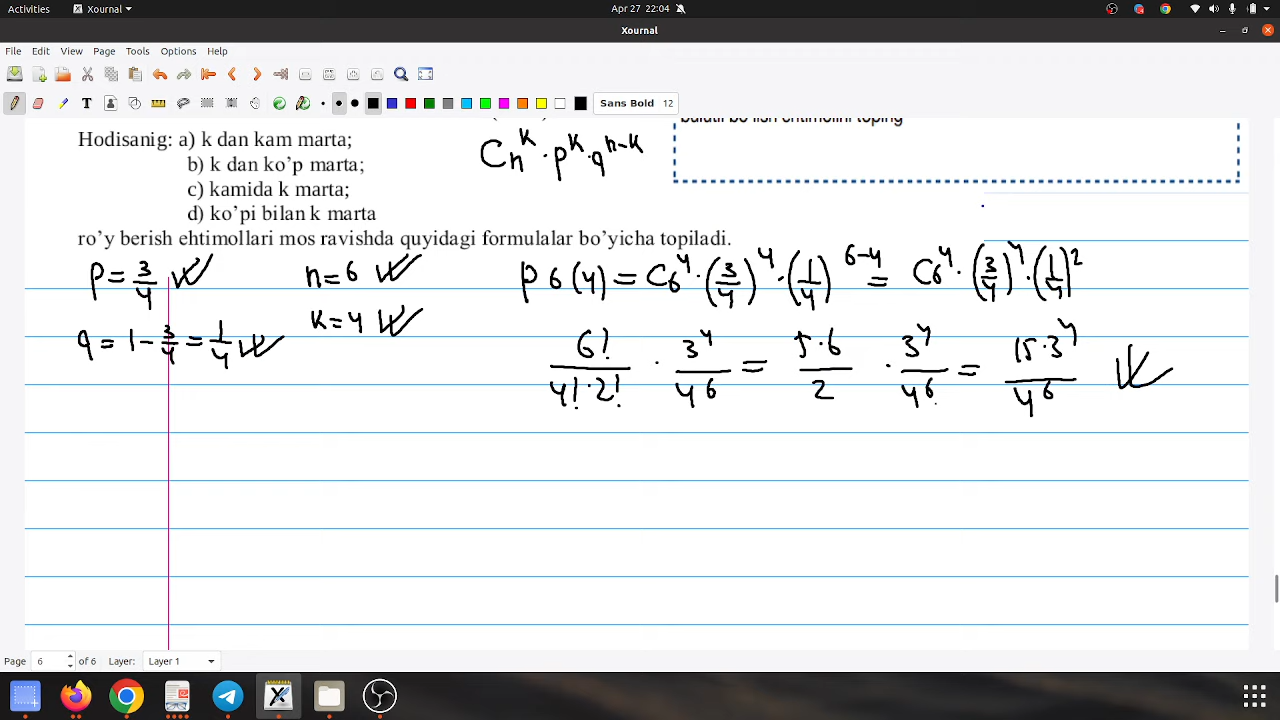 Activities
Xournal
Apr 27 22:04
Xournal
File Edit View Page Tools Options Help
Sans Bold 12
Hodisanig: a) k dan kam marta;
b) k dan ko’p marta;
c) kamida k marta;
d) ko’pi bilan k marta
ro’y berish ehtimollari mos ravishda quyidagi formulalar bo’yicha topiladi.
Cn^k · p^k · q^(n-k)
p = 3/4
n = 6
k = 4
q = 1 - 3/4 = 1/4
P6(4) = C6^4 · (3/4)^4 · (1/4)^(6-4) = C6^4 · (3/4)^4 · (1/4)^2
6!/(4!·2!) · 3^4/4^6 = 5·6/2 · 3^4/4^6 = 15·3^4/4^6
Page 6 of 6 Layer: Layer 1